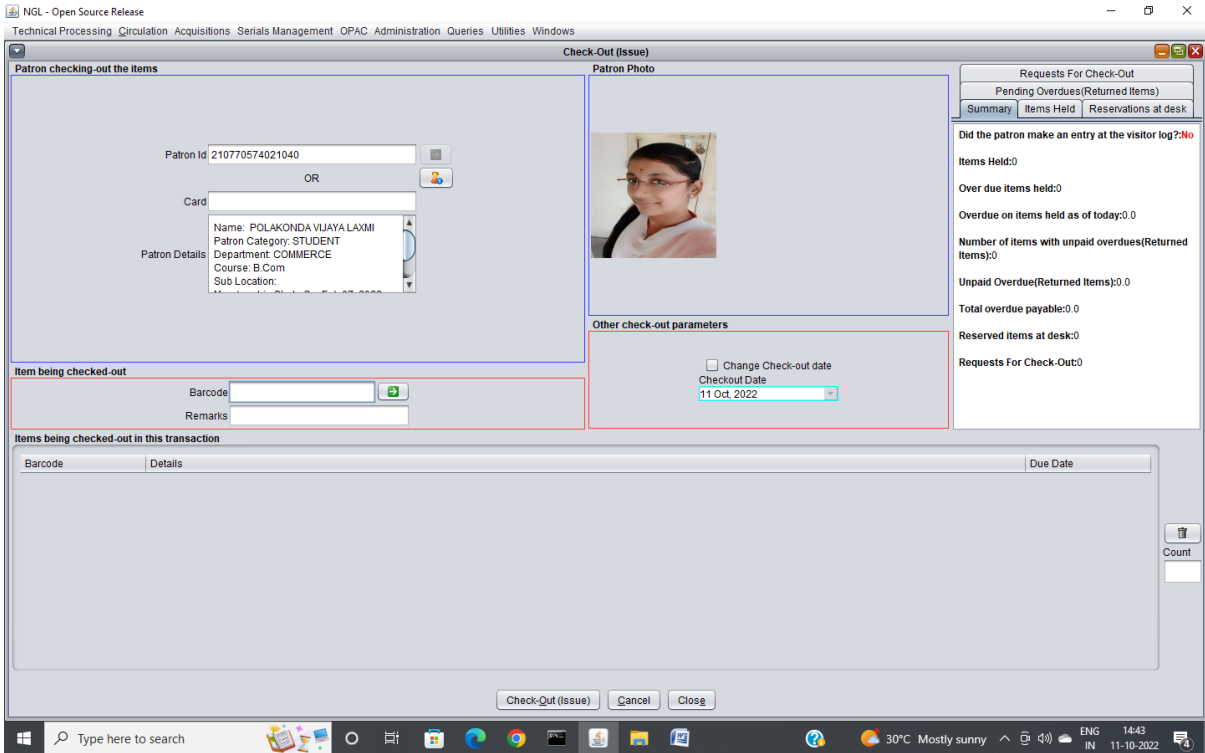 NGL - Open Source Release
Technical Processing Circulation Acquisitions Serials Management OPAC Administration Queries Utilities Windows
Check-Out (Issue)
Patron checking-out the items
Patron Id 210770574021040
OR
Card
Patron Details
Name: POLAKONDA VIJAYA LAXMI
Patron Category: STUDENT
Department: COMMERCE
Course: B.Com
Sub Location:
Patron Photo
Other check-out parameters
Change Check-out date
Checkout Date
11 Oct, 2022
Requests For Check-Out
Pending Overdues(Returned Items)
Summary Items Held Reservations at desk
Did the patron make an entry at the visitor log?:No
Items Held:0
Over due items held:0
Overdue on items held as of today:0.0
Number of items with unpaid overdues(Returned
Items):0
Unpaid Overdue(Returned Items):0.0
Total overdue payable:0.0
Reserved items at desk:0
Requests For Check-Out:0
Item being checked-out
Barcode
Remarks
Items being checked-out in this transaction
Barcode Details Due Date
Count
Check-Out (Issue) Cancel Close
Type here to search
30°C Mostly sunny
ENG
IN
14:43
11-10-2022
4